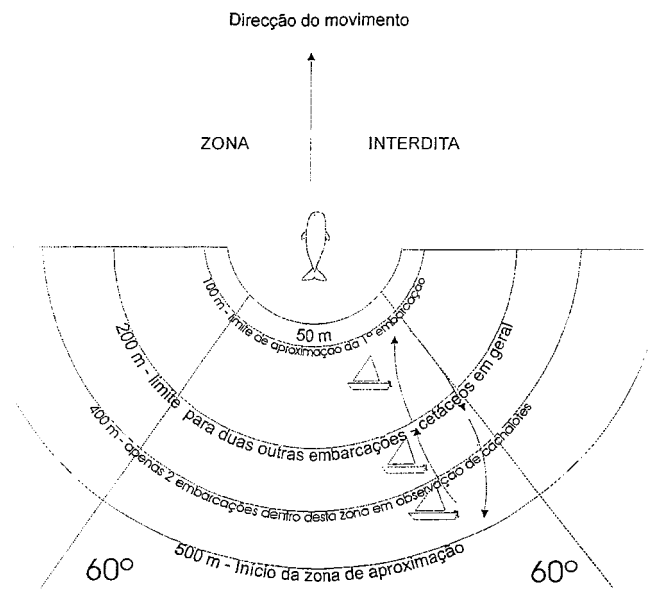 Direcção do movimento
ZONA INTERDITA
50 m
100 m - limite de aproximação da 1ª embarcação
200 m - limite para duas outras embarcações - cetáceos em geral
400 m - apenas 2 embarcações dentro desta zona em observação de cachalotes
500 m - Início da zona de aproximação
60º
60º